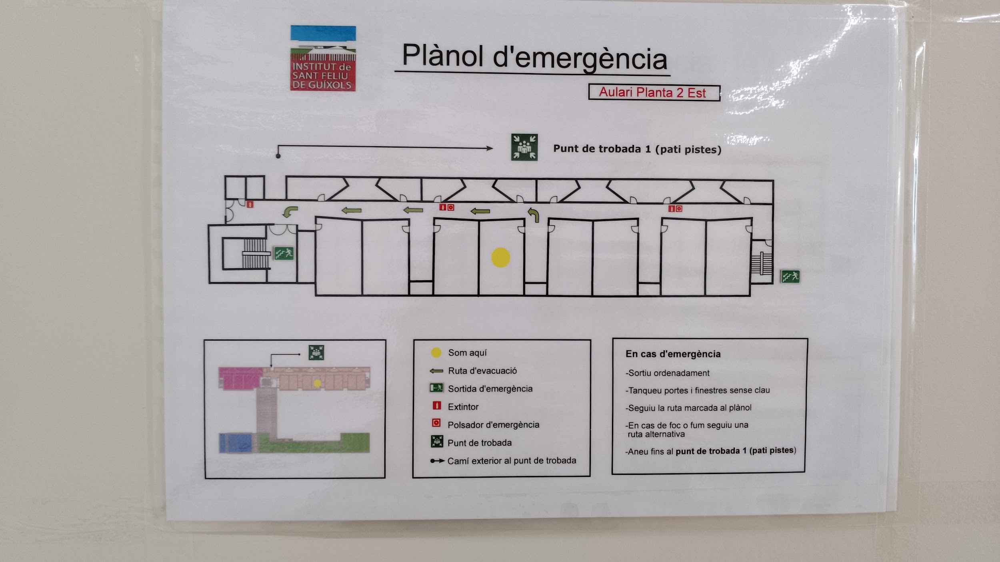 INSTITUT de
SANT FELIU
DE GUÍXOLS
Plànol d'emergència
Aulari Planta 2 Est
Punt de trobada 1 (pati pistes)
Som aquí
Ruta d'evacuació
Sortida d'emergència
Extintor
Polsador d'emergència
Punt de trobada
Camí exterior al punt de trobada
En cas d'emergència
-Sortiu ordenadament
-Tanqueu portes i finestres sense clau
-Seguiu la ruta marcada al plànol
-En cas de foc o fum seguiu una
ruta alternativa
-Aneu fins al punt de trobada 1 (pati pistes)